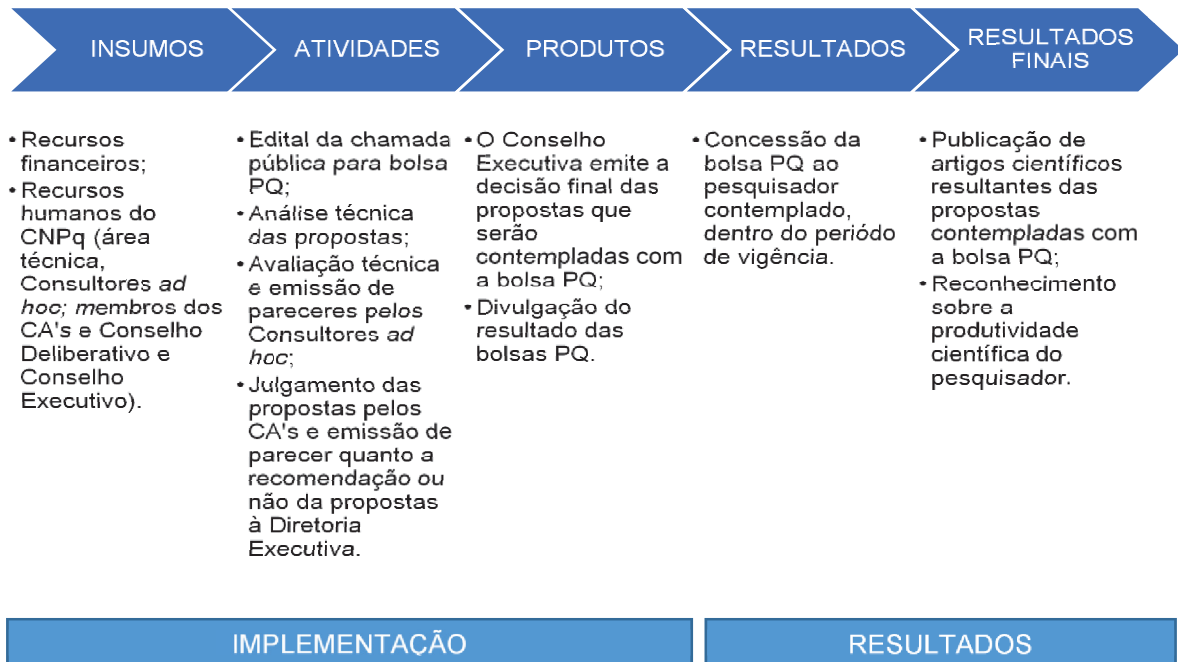 INSUMOS
ATIVIDADES
PRODUTOS
RESULTADOS
RESULTADOS
FINAIS
• Recursos
financeiros;
• Recursos
humanos do
CNPq (área
técnica,
Consultores ad
hoc; membros dos
CA's e Conselho
Deliberativo e
Conselho
Executivo).
• Edital da chamada
pública para bolsa
PQ;
• Análise técnica
das propostas;
• Avaliação técnica
e emissão de
pareceres pelos
Consultores ad
hoc;
• Julgamento das
propostas pelos
CA's e emissão de
parecer quanto a
recomendação ou
não da propostas
à Diretoria
Executiva.
• O Conselho
Executiva emite a
decisão final das
propostas que
serão
contempladas com
a bolsa PQ;
• Divulgação do
resultado das
bolsas PQ.
• Concessão da
bolsa PQ ao
pesquisador
contemplado,
dentro do periódo
de vigência.
• Publicação de
artigos científicos
resultantes das
propostas
contempladas com
a bolsa PQ;
• Reconhecimento
sobre a
produtividade
científica do
pesquisador.
IMPLEMENTAÇÃO
RESULTADOS